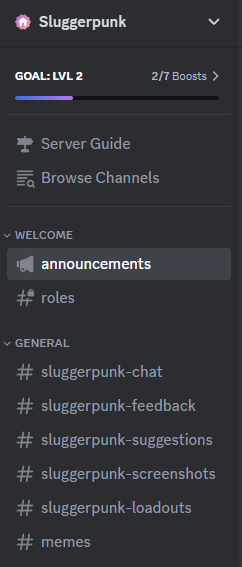 Sluggerpunk
GOAL: LVL 2 2/7 Boosts
Server Guide
Browse Channels
WELCOME
announcements
roles
GENERAL
sluggerpunk-chat
sluggerpunk-feedback
sluggerpunk-suggestions
sluggerpunk-screenshots
sluggerpunk-loadouts
memes